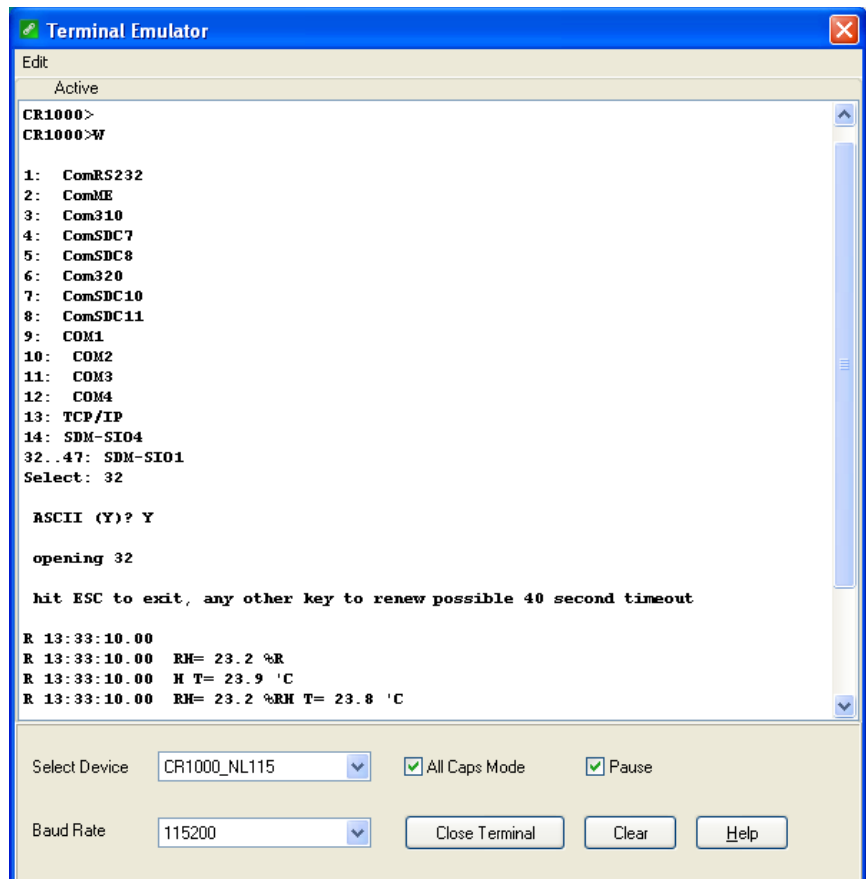 Terminal Emulator
Edit
Active
CR1000>
CR1000>W
1: ComRS232
2: ComME
3: Com310
4: ComSDC7
5: ComSDC8
6: Com320
7: ComSDC10
8: ComSDC11
9: COM1
10: COM2
11: COM3
12: COM4
13: TCP/IP
14: SDM-SIO4
32..47: SDM-SIO1
Select: 32
ASCII (Y)? Y
opening 32
hit ESC to exit, any other key to renew possible 40 second timeout
R 13:33:10.00
R 13:33:10.00 RH= 23.2 %R
R 13:33:10.00 H T= 23.9 'C
R 13:33:10.00 RH= 23.2 %RH T= 23.8 'C
Select Device CR1000_NL115 All Caps Mode Pause
Baud Rate 115200 Close Terminal Clear Help